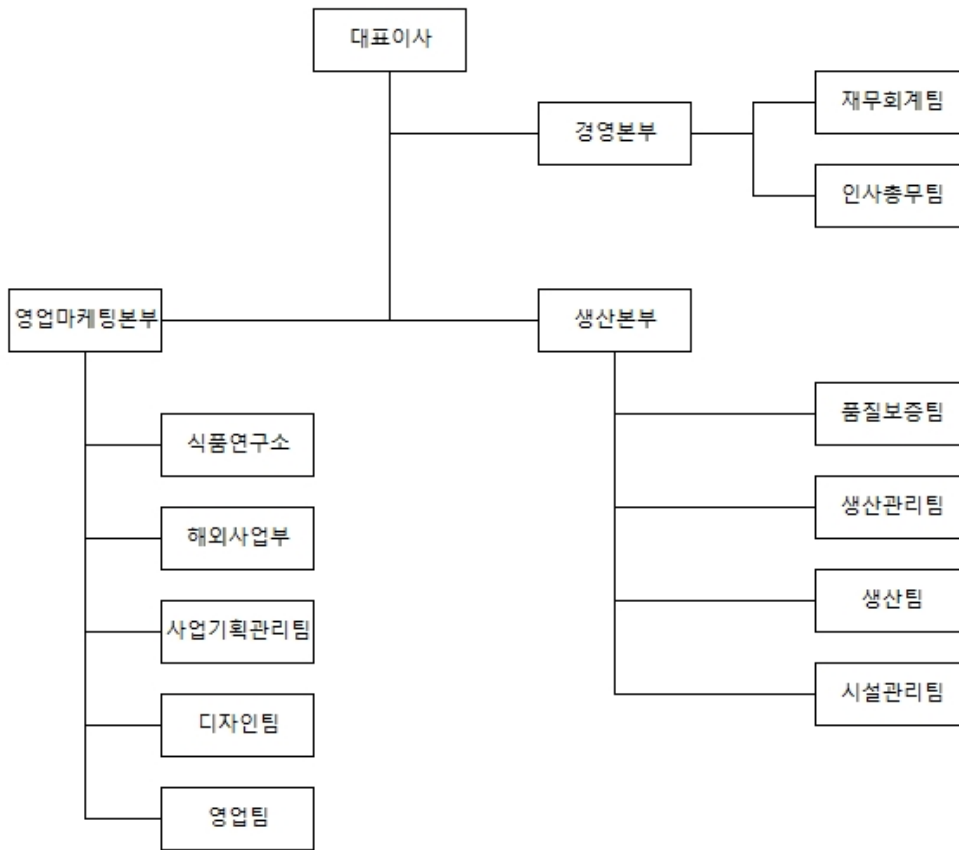 대표이사
경영본부
재무회계팀
인사총무팀
영업마케팅본부
생산본부
식품연구소
해외사업부
사업기획관리팀
디자인팀
영업팀
품질보증팀
생산관리팀
생산팀
시설관리팀